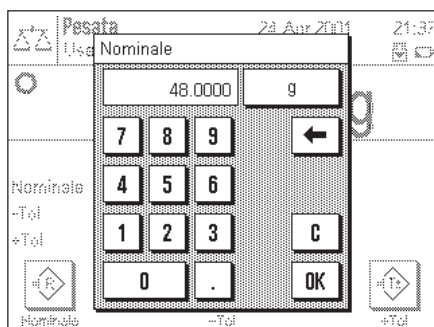 Pesata 24 Apr 2001 21:37
Use
Nominale
48.0000 g
g
7 8 9
Nominale 4 5 6
-Tol
+Tol 1 2 3 C
0 . OK
Nominale -Tol +Tol